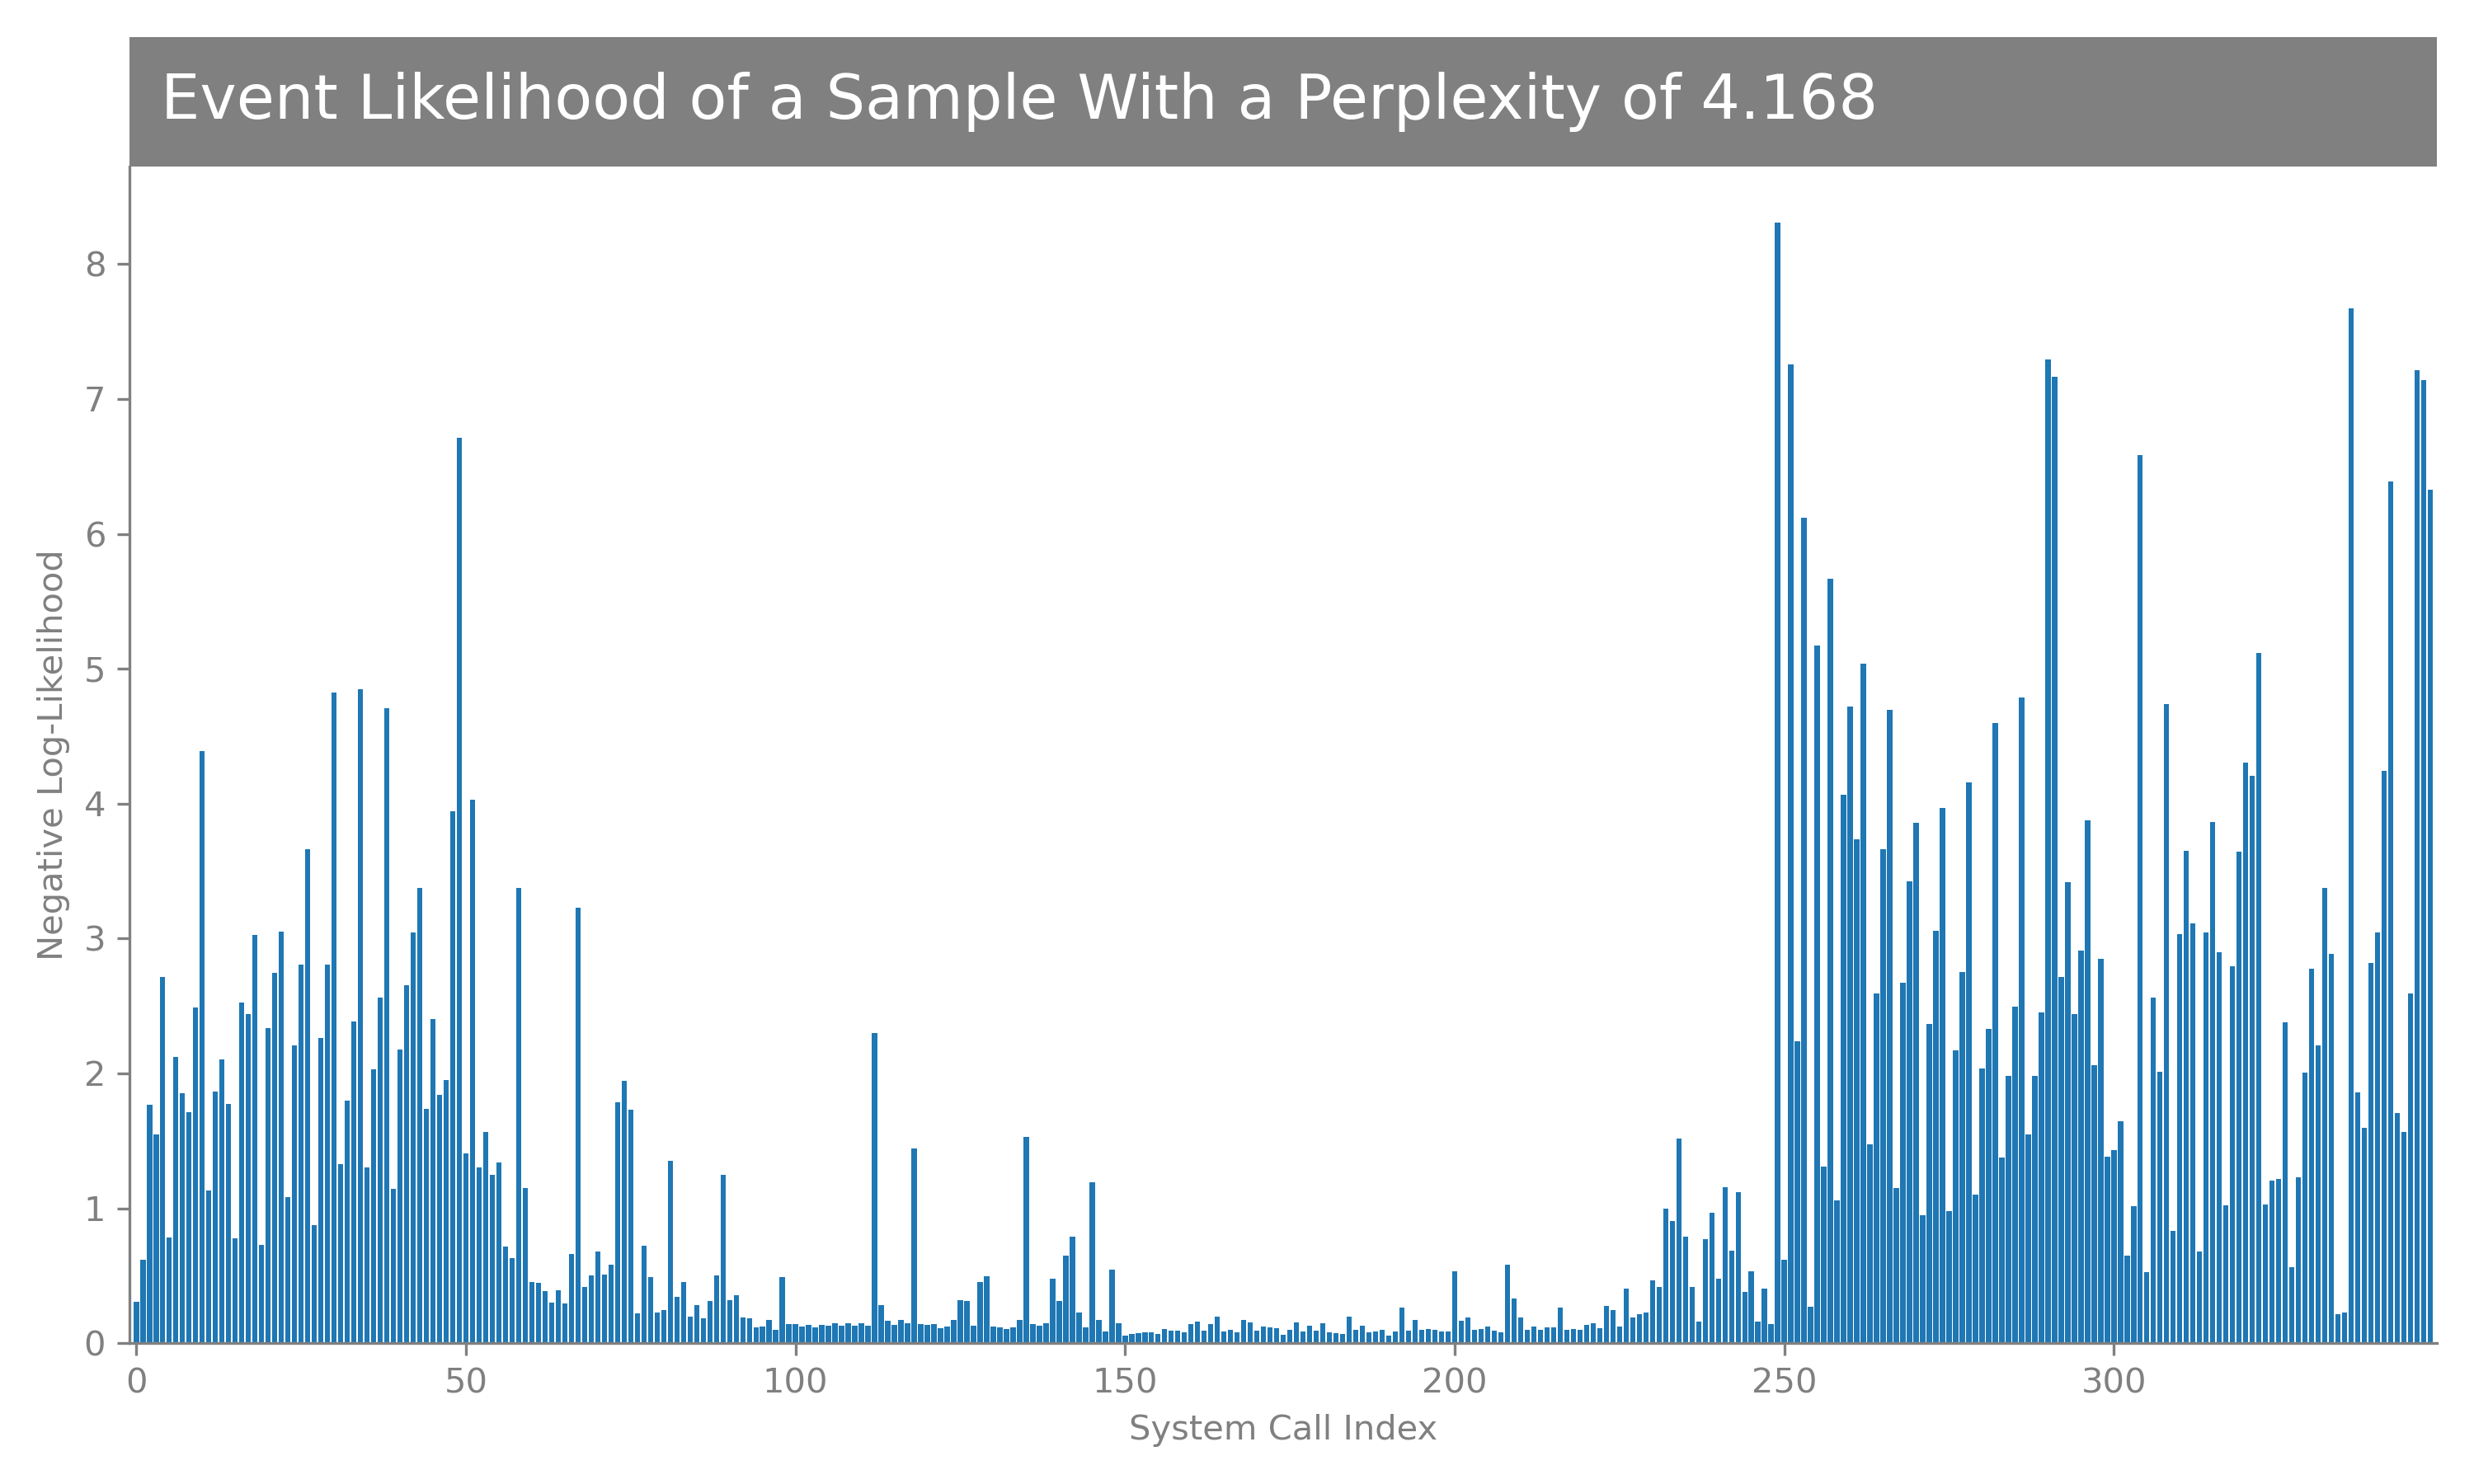 Event Likelihood of a Sample With a Perplexity of 4.168
Negative Log-Likelihood
8
7
6
5
4
3
2
1
0
0 50 100 150 200 250 300
System Call Index